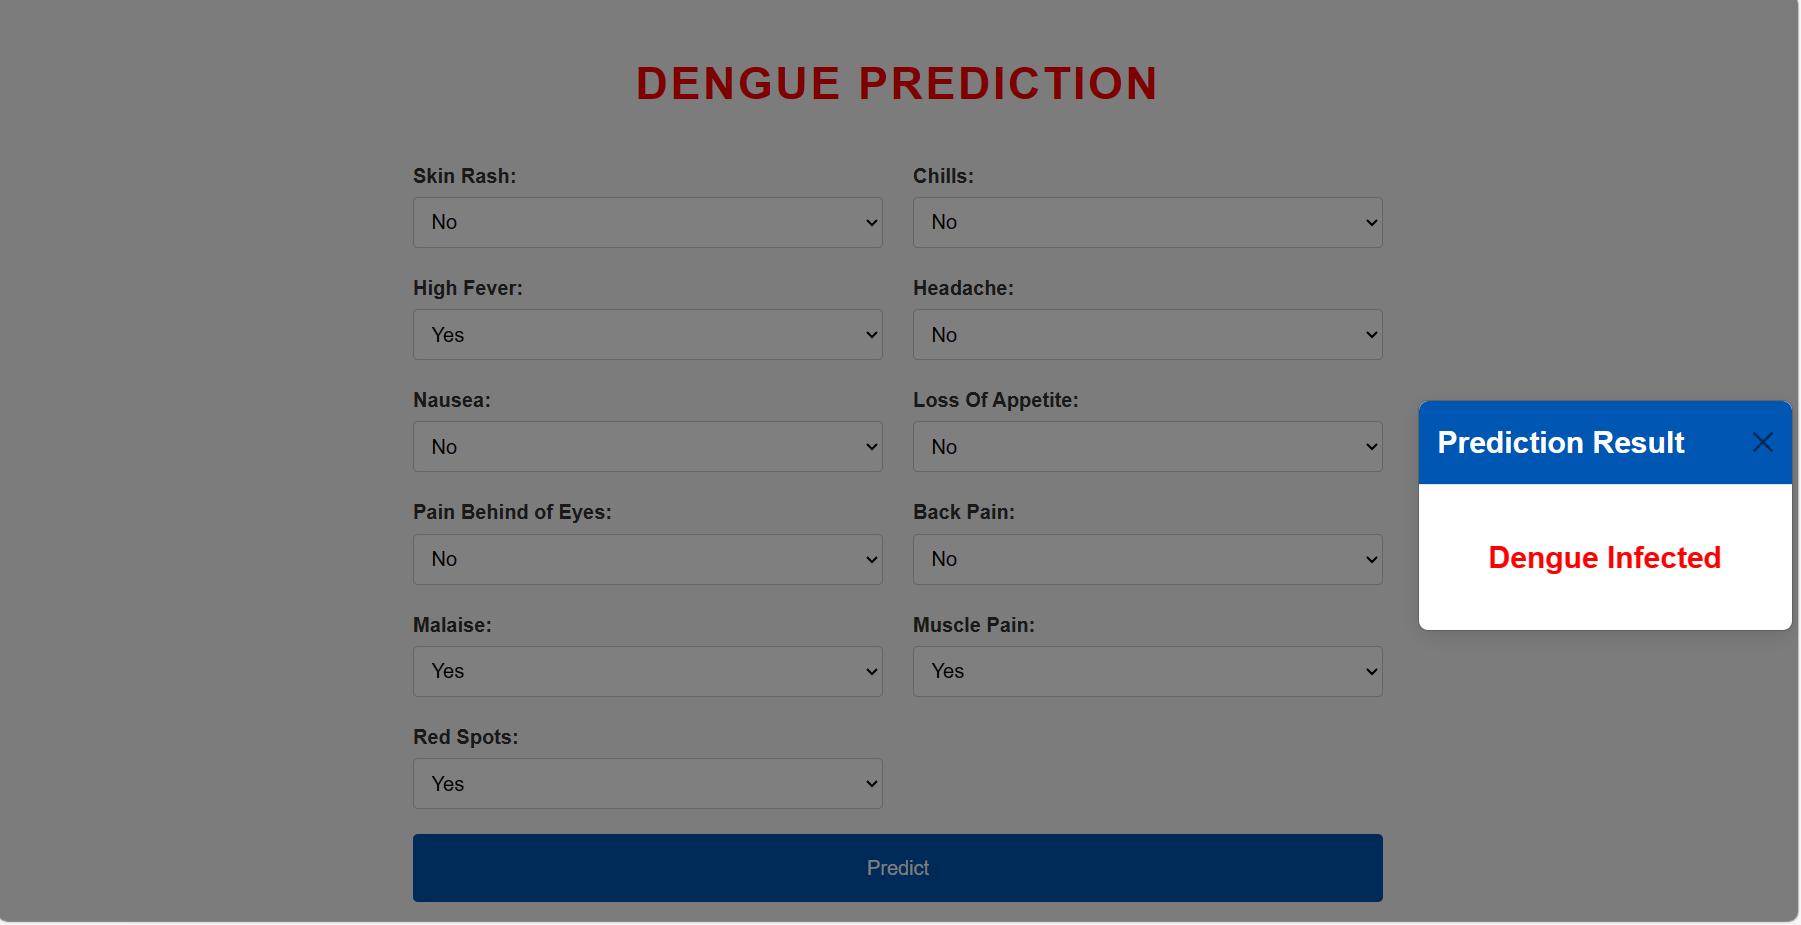 DENGUE PREDICTION
Skin Rash: Chills:
No No
High Fever: Headache:
Yes No
Nausea: Loss Of Appetite:
No No
Pain Behind of Eyes: Back Pain:
No No
Malaise: Muscle Pain:
Yes Yes
Red Spots:
Yes
Predict
Prediction Result
Dengue Infected